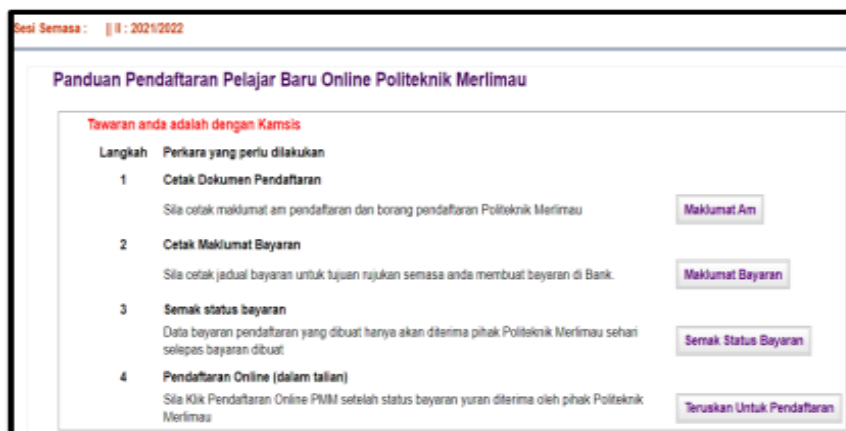 Sesi Semasa : || II : 2021/2022
Panduan Pendaftaran Pelajar Baru Online Politeknik Merlimau
Tawaran anda adalah dengan Kamsis
Langkah Perkara yang perlu dilakukan
1 Cetak Dokumen Pendaftaran
Sila cetak maklumat am pendaftaran dan borang pendaftaran Politeknik Merlimau Maklumat Am
2 Cetak Maklumat Bayaran
Sila cetak jadual bayaran untuk tujuan rujukan semasa anda membuat bayaran di Bank. Maklumat Bayaran
3 Semak status bayaran
Data bayaran pendaftaran yang dibuat hanya akan diterima pihak Politeknik Merlimau sehari
selepas bayaran dibuat Semak Status Bayaran
4 Pendaftaran Online (dalam talian)
Sila Klik Pendaftaran Online PMM setelah status bayaran yuran diterima oleh pihak Politeknik
Merlimau Teruskan Untuk Pendaftaran